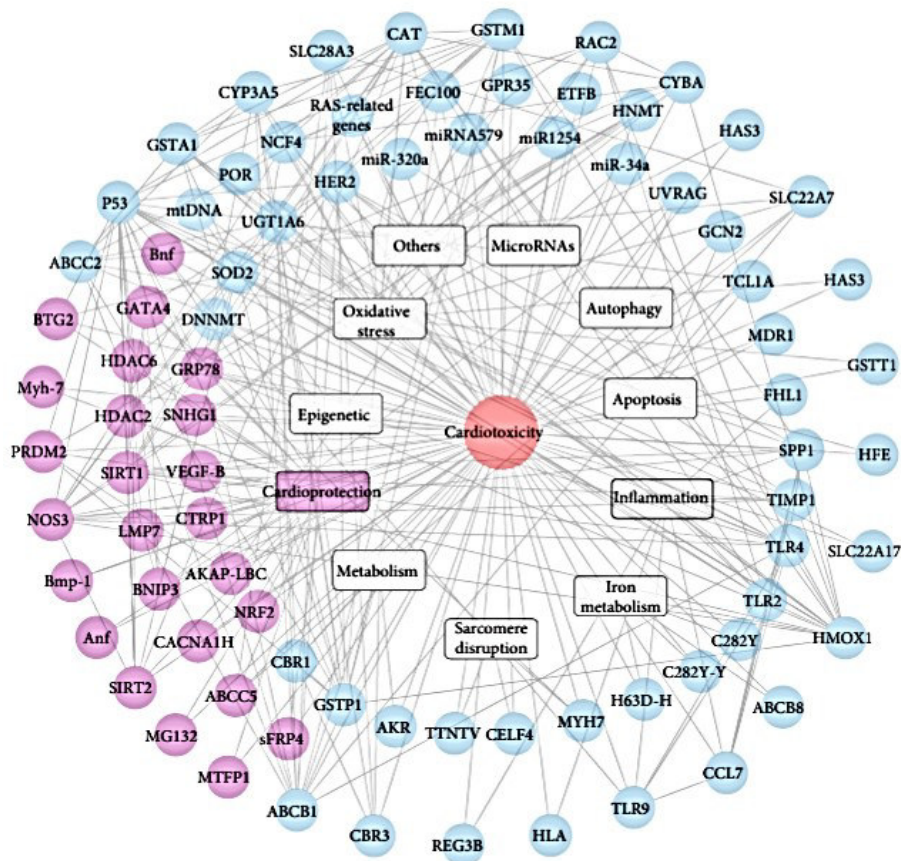 CAT
GSTM1
RAC2
SLC28A3
CYBA
CYP3A5
RAS-related
genes
FEC100
GPR35
ETFB
HNMT
HAS3
GSTA1
NCF4
miRNA579
miR1254
miR-320a
miR-34a
POR
HER2
UVRAG
SLC22A7
P53
mtDNA
UGT1A6
GCN2
ABCC2
Bnf
SOD2
Others
MicroRNAs
TCL1A
HAS3
BTG2
GATA4
DNNMT
Oxidative
stress
Autophagy
MDR1
HDAC6
GRP78
GSTT1
Myh-7
HDAC2
SNHG1
Epigenetic
Cardiotoxicity
Apoptosis
FHL1
PRDM2
SIRT1
VEGF-B
Cardioprotection
SPP1
HFE
Inflammation
TIMP1
NOS3
LMP7
CTRP1
TLR4
SLC22A17
Bmp-1
BNIP3
AKAP-LBC
Metabolism
Iron
metabolism
TLR2
NRF2
Anf
CACNA1H
Sarcomere
disruption
C282Y
HMOX1
CBR1
C282Y-Y
SIRT2
ABCC5
GSTP1
H63D-H
ABCB8
MG132
sFRP4
AKR
TTNTV
CELF4
MYH7
MTFP1
CCL7
ABCB1
TLR9
CBR3
REG3B
HLA